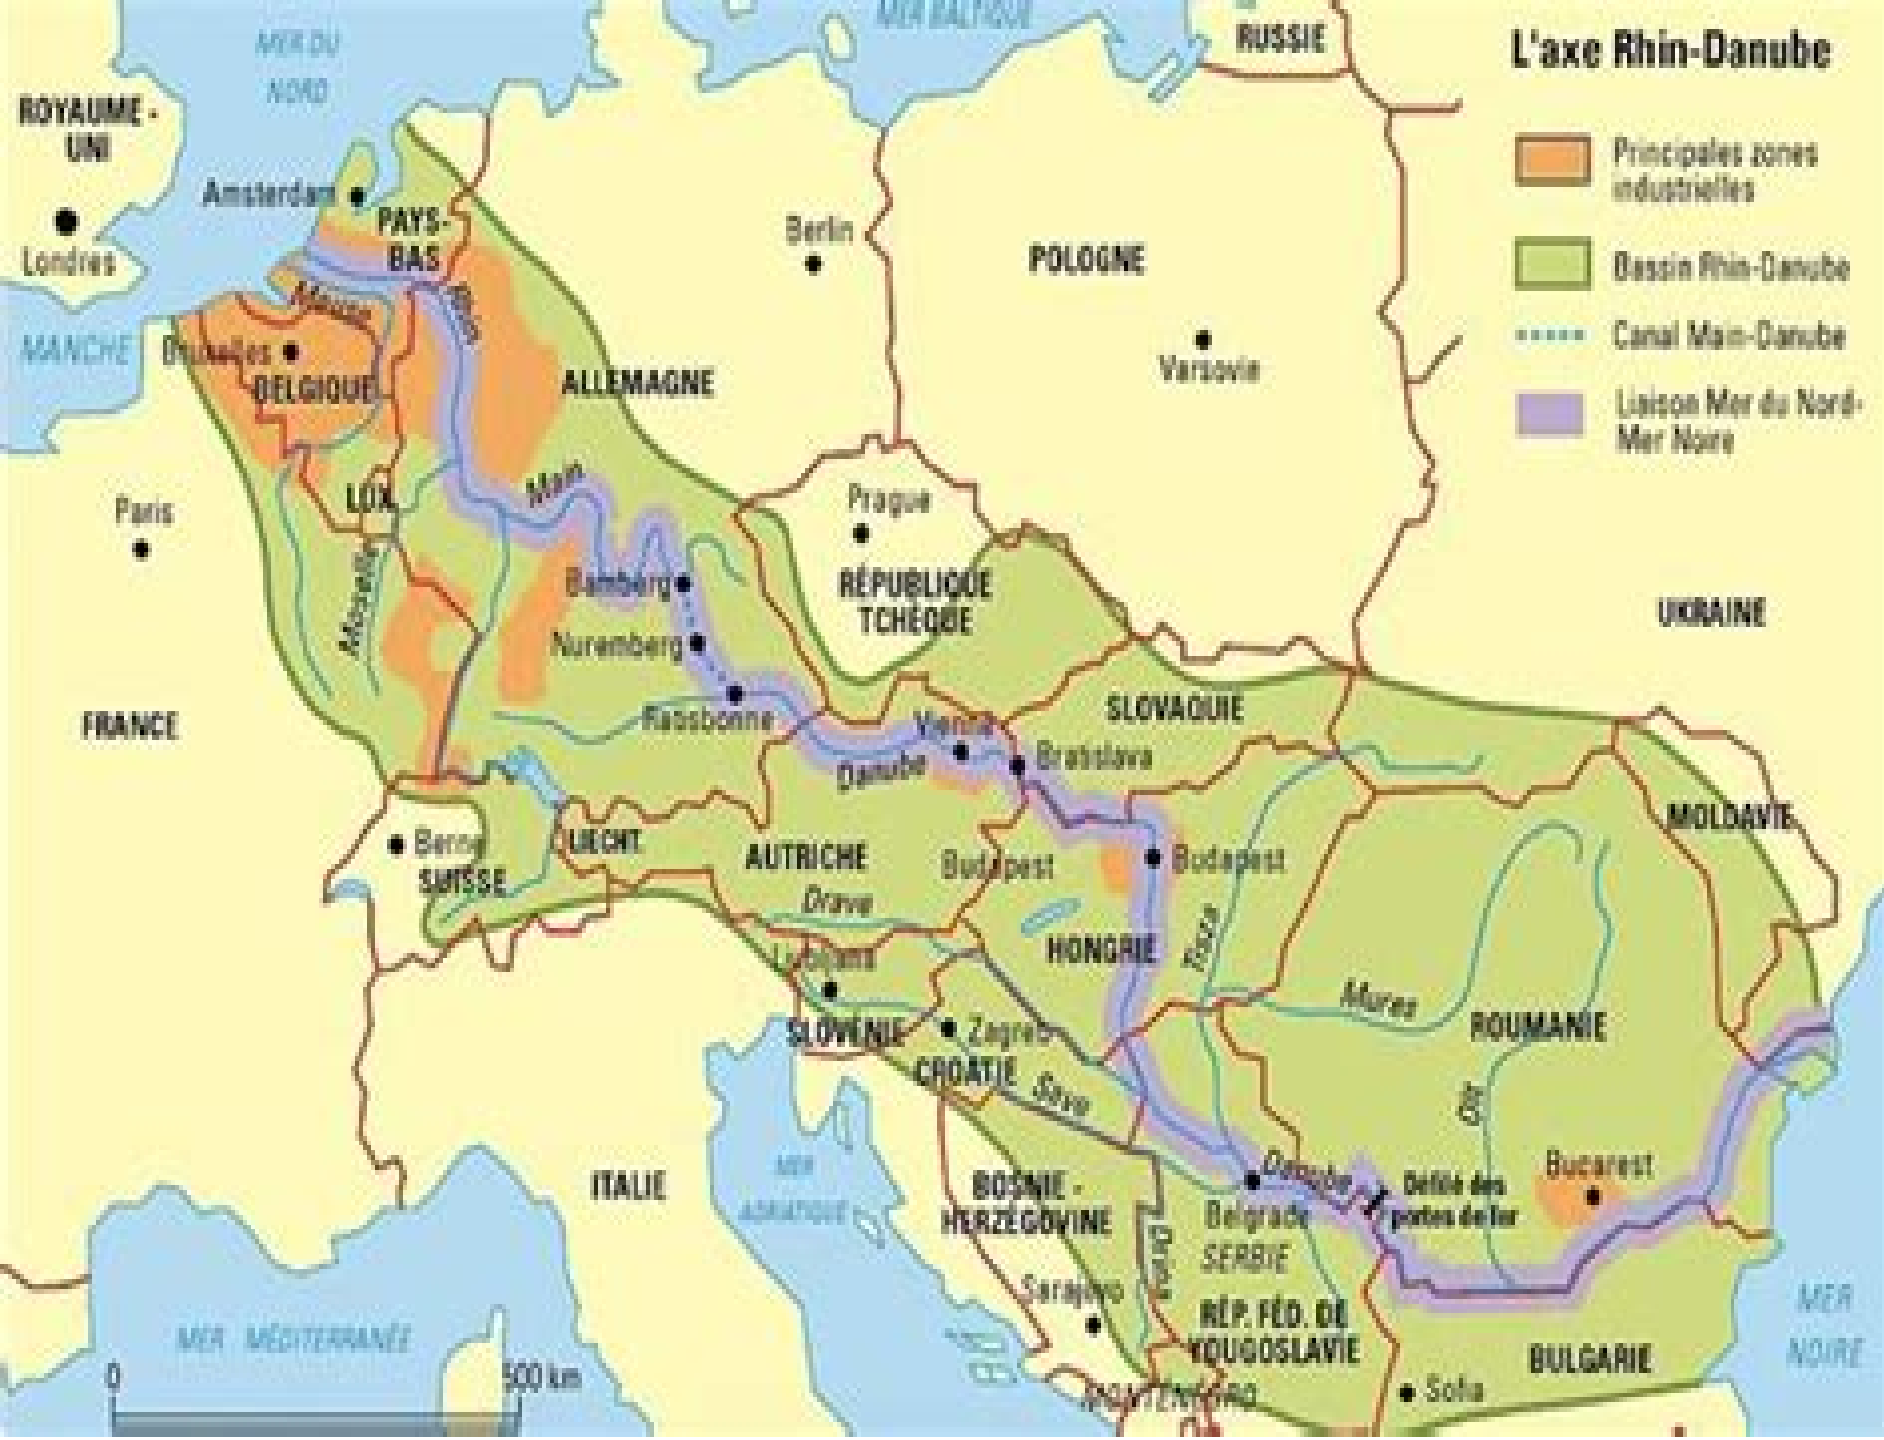 MER DU
NORD
MER BALTIQUE
RUSSIE
L'axe Rhin-Danube
ROYAUME-
UNI
Londres
Amsterdam
PAYS-
BAS
Berlin
POLOGNE
Varsovie
Principales zones
industrielles
Bassin Rhin-Danube
Canal Main-Danube
Liaison Mer du Nord-
Mer Noire
MANCHE
Meuse
Rhin
Bruxelles
BELGIQUE
ALLEMAGNE
Paris
LUX.
Main
Prague
RÉPUBLIQUE
TCHÈQUE
UKRAINE
Moselle
Bamberg
Nuremberg
FRANCE
Ratisbonne
Vienne
SLOVAQUIE
Danube
Bratislava
MOLDAVIE
Berne
SUISSE
LIECHT.
AUTRICHE
Budapest
Budapest
Drave
HONGRIE
Tisza
Mures
ROUMANIE
Ljubljana
SLOVÉNIE
Zagreb
CROATIE
Save
Olt
ITALIE
MER
ADRIATIQUE
BOSNIE-
HERZÉGOVINE
Drina
Danube
Défilé des
portes de fer
Bucarest
Belgrade
SERBIE
Sarajevo
RÉP. FÉD. DE
YOUGOSLAVIE
BULGARIE
MER
NOIRE
MER MÉDITERRANÉE
0
500 km
MONTÉNÉGRO
Sofia